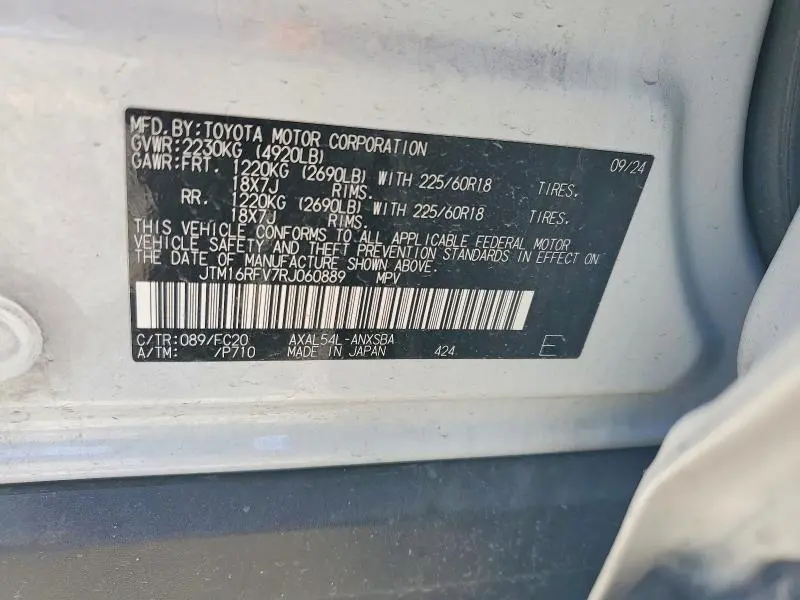 MFD.BY:TOYOTA MOTOR CORPORATION 09/24
GVWR:2230KG (4920LB)
GAWR:FRT. 1220KG (2690LB) WITH 225/60R18 TIRES.
18X7J RIMS.
RR. 1220KG (2690LB) WITH 225/60R18 TIRES.
18X7J RIMS.
THIS VEHICLE CONFORMS TO ALL APPLICABLE FEDERAL MOTOR
VEHICLE SAFETY AND THEFT PREVENTION STANDARDS IN EFFECT ON
THE DATE OF MANUFACTURE SHOWN ABOVE.
JTM16RFV7RJ060889 MPV
C/TR:089/FC20 AXAL54L-ANXSBA
A/TM: /P710 MADE IN JAPAN 424 E